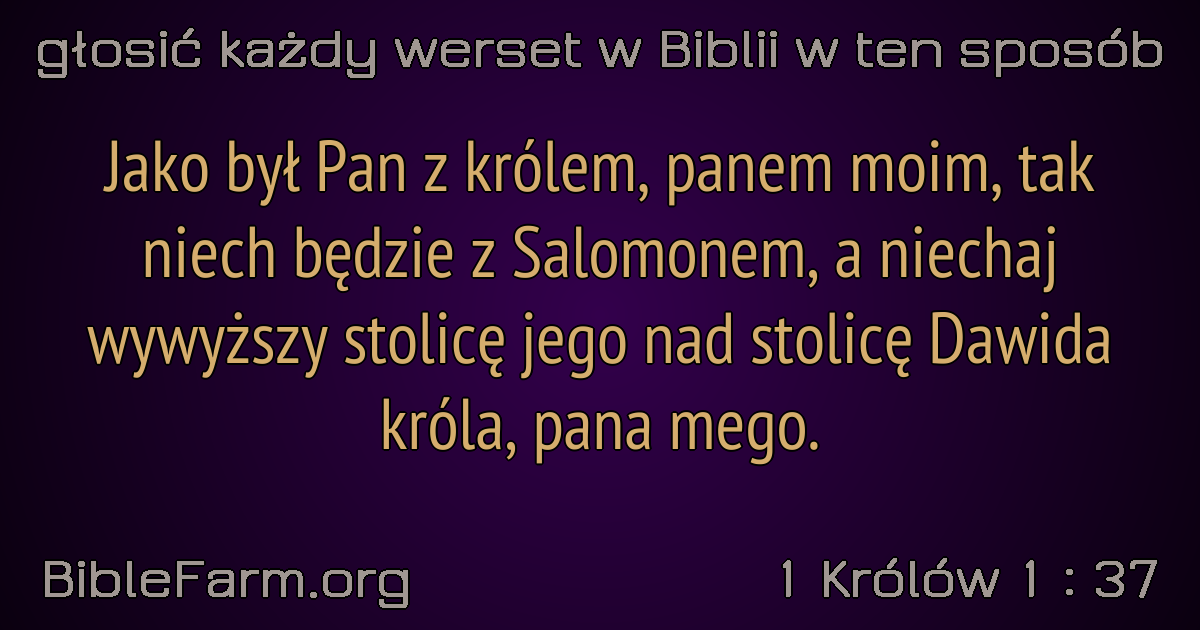 głosić każdy werset w Biblii w ten sposób
Jako był Pan z królem, panem moim, tak
niech będzie z Salomonem, a niechaj
wywyższy stolicę jego nad stolicę Dawida
króla, pana mego.
BibleFarm.org
1 Królów 1 : 37